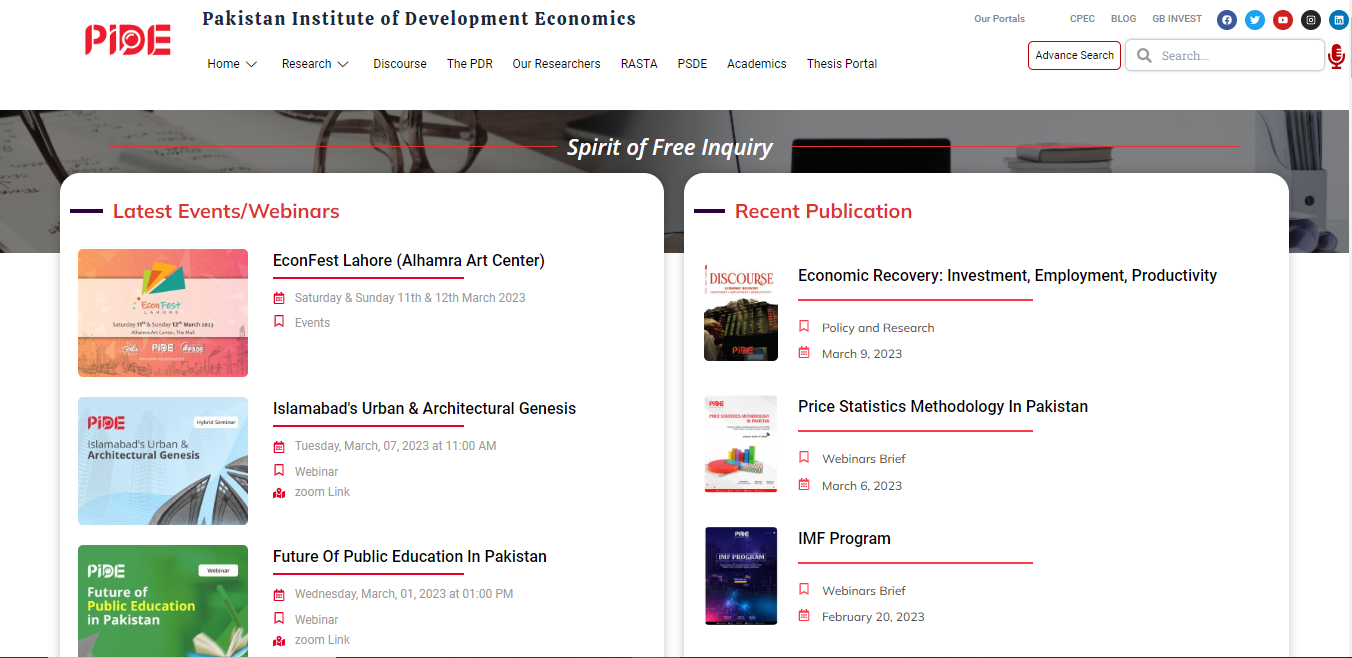 PIDE
Pakistan Institute of Development Economics
Our Portals
CPEC
BLOG
GB INVEST
Home
Research
Discourse
The PDR
Our Researchers
RASTA
PSDE
Academics
Thesis Portal
Advance Search
Search...
Spirit of Free Inquiry
Latest Events/Webinars
EconFest
LAHORE
Saturday 11th & Sunday 12th March 2023
Alhamra Art Center, The Mall
PIDE
PSDE
EconFest Lahore (Alhamra Art Center)
Saturday & Sunday 11th & 12th March 2023
Events
PIDE
Hybrid Seminar
Islamabad's Urban &
Architectural Genesis
Islamabad's Urban & Architectural Genesis
Tuesday, March, 07, 2023 at 11:00 AM
Webinar
zoom Link
PIDE
Webinar
Future of
Public Education
in Pakistan
Future Of Public Education In Pakistan
Wednesday, March, 01, 2023 at 01:00 PM
Webinar
zoom Link
Recent Publication
DISCOURSE
ECONOMIC RECOVERY
PIDE
Economic Recovery: Investment, Employment, Productivity
Policy and Research
March 9, 2023
PIDE
PRICE STATISTICS METHODOLOGY
IN PAKISTAN
Price Statistics Methodology In Pakistan
Webinars Brief
March 6, 2023
PIDE
IMF PROGRAM
IMF Program
Webinars Brief
February 20, 2023